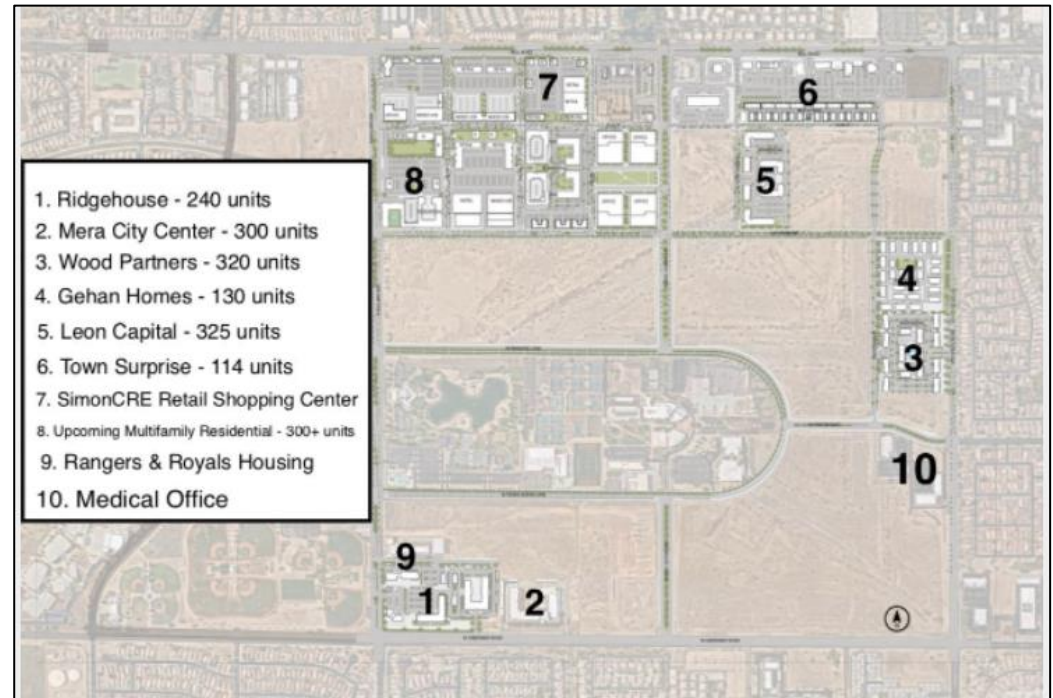 1. Ridgehouse - 240 units
2. Mera City Center - 300 units
3. Wood Partners - 320 units
4. Gehan Homes - 130 units
5. Leon Capital - 325 units
6. Town Surprise - 114 units
7. SimonCRE Retail Shopping Center
8. Upcoming Multifamily Residential - 300+ units
9. Rangers & Royals Housing
10. Medical Office
7
6
8
5
4
3
10
9
1
2